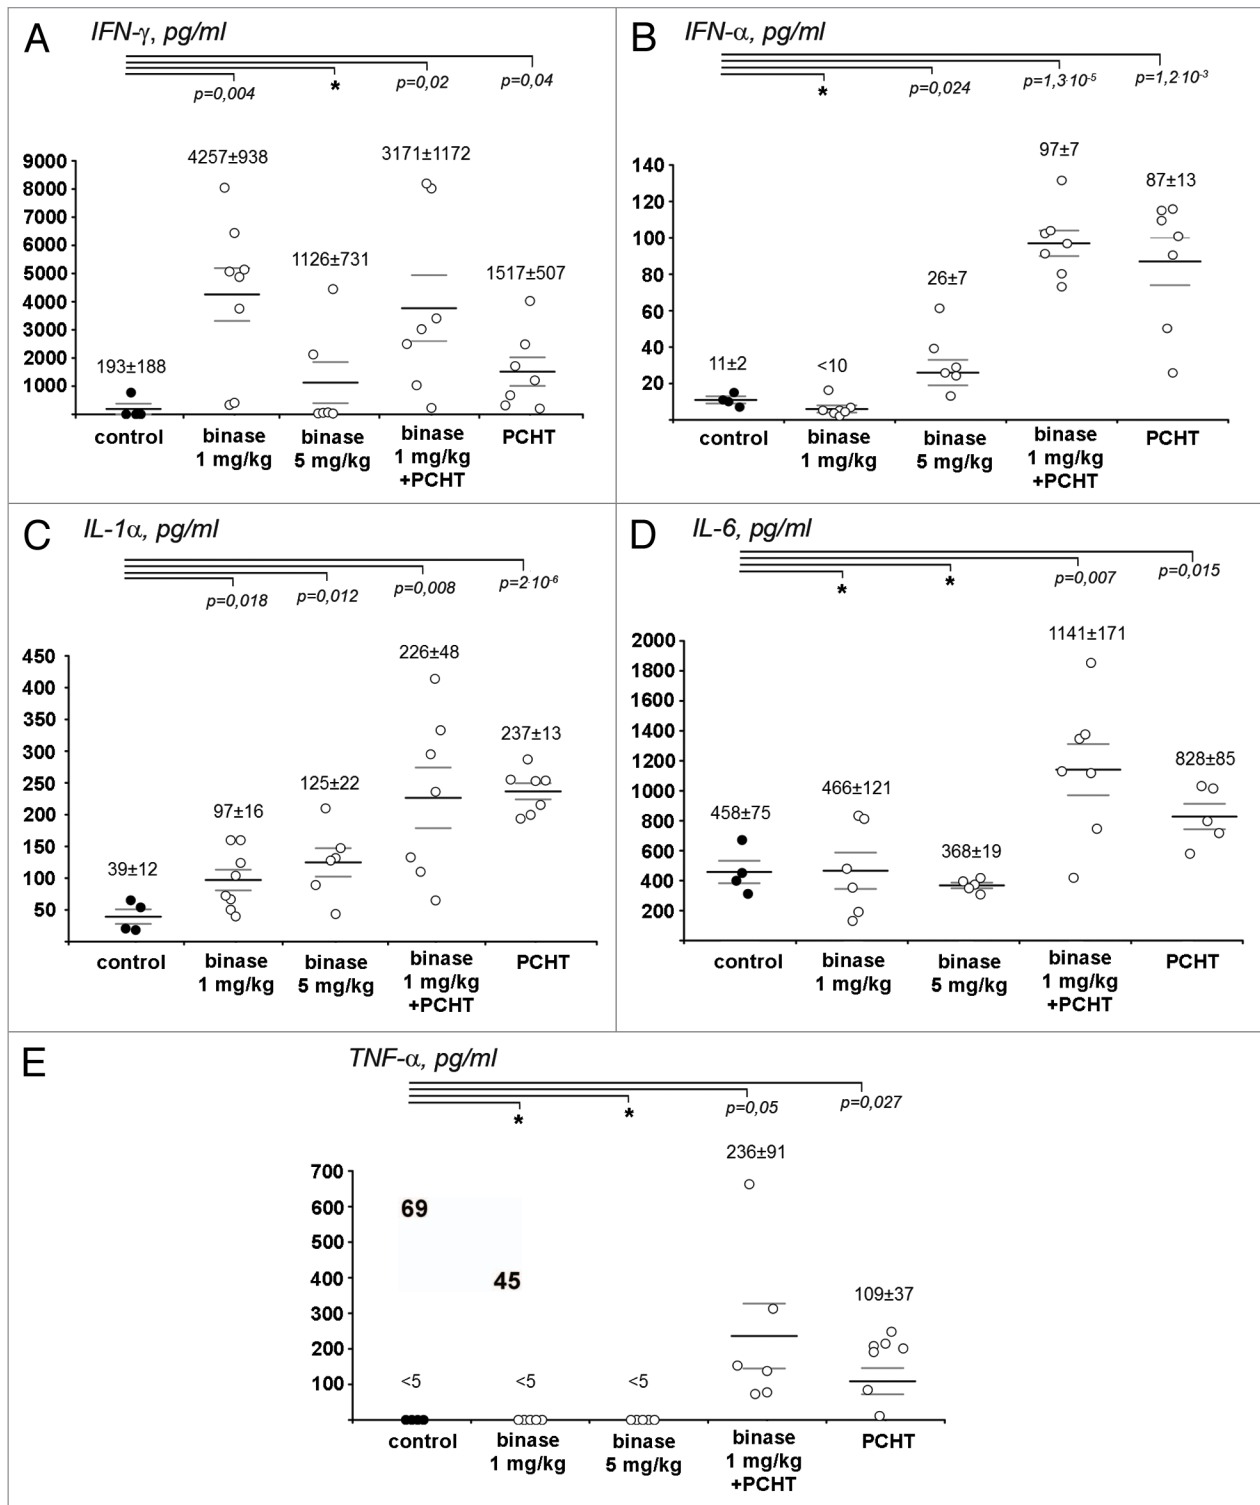 A IFN-γ, pg/ml
p=0,004 * p=0,02 p=0,04
4257±938 3171±1172
1126±731 1517±507
193±188
9000
8000
7000
6000
5000
4000
3000
2000
1000
control binase binase binase PCHT
1 mg/kg 5 mg/kg 1 mg/kg
+PCHT
B IFN-α, pg/ml
* p=0,024 p=1,3·10⁻⁵ p=1,2·10⁻³
97±7 87±13
26±7
11±2 <10
140
120
100
80
60
40
20
control binase binase binase PCHT
1 mg/kg 5 mg/kg 1 mg/kg
+PCHT
C IL-1α, pg/ml
p=0,018 p=0,012 p=0,008 p=2·10⁻⁶
226±48
237±13
97±16 125±22
39±12
450
400
350
300
250
200
150
100
50
control binase binase binase PCHT
1 mg/kg 5 mg/kg 1 mg/kg
+PCHT
D IL-6, pg/ml
* * p=0,007 p=0,015
1141±171
828±85
458±75 466±121
368±19
2000
1800
1600
1400
1200
1000
800
600
400
200
control binase binase binase PCHT
1 mg/kg 5 mg/kg 1 mg/kg
+PCHT
E TNF-α, pg/ml
* * p=0,05 p=0,027
236±91
109±37
69
45
<5 <5 <5
700
600
500
400
300
200
100
control binase binase binase PCHT
1 mg/kg 5 mg/kg 1 mg/kg
+PCHT